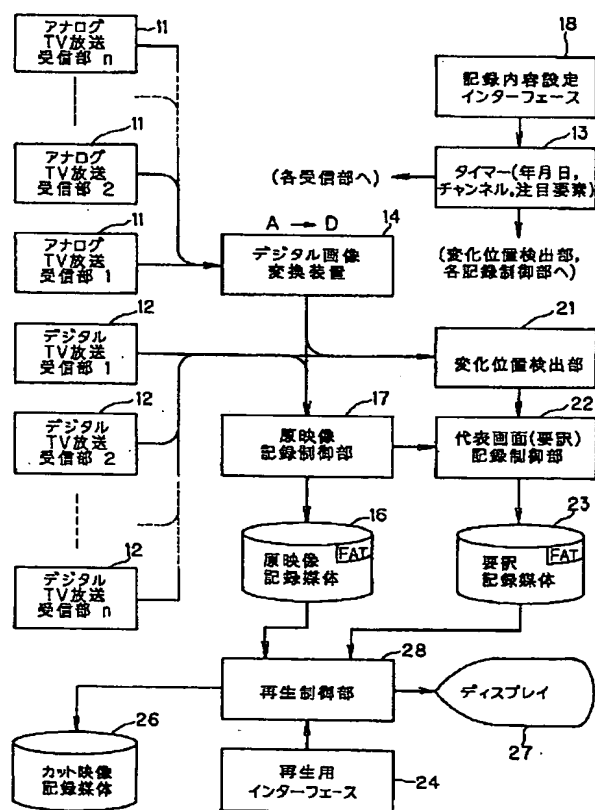 アナログ
TV放送
受信部 n
11
アナログ
TV放送
受信部 2
11
アナログ
TV放送
受信部 1
11
デジタル
TV放送
受信部 1
12
デジタル
TV放送
受信部 2
12
デジタル
TV放送
受信部 n
12
A → D
デジタル画像
変換装置
14
記録内容設定
インターフェース
18
タイマー(年月日,
チャンネル,注目要素)
13
(各受信部へ)
(変化位置検出部,
各記録制御部へ)
変化位置検出部
21
原映像
記録制御部
17
代表画面(要訳)
記録制御部
22
原映像
記録媒体
FAT
16
要訳
記録媒体
FAT
23
再生制御部
28
ディスプレイ
27
カット映像
記録媒体
26
再生用
インターフェース
24